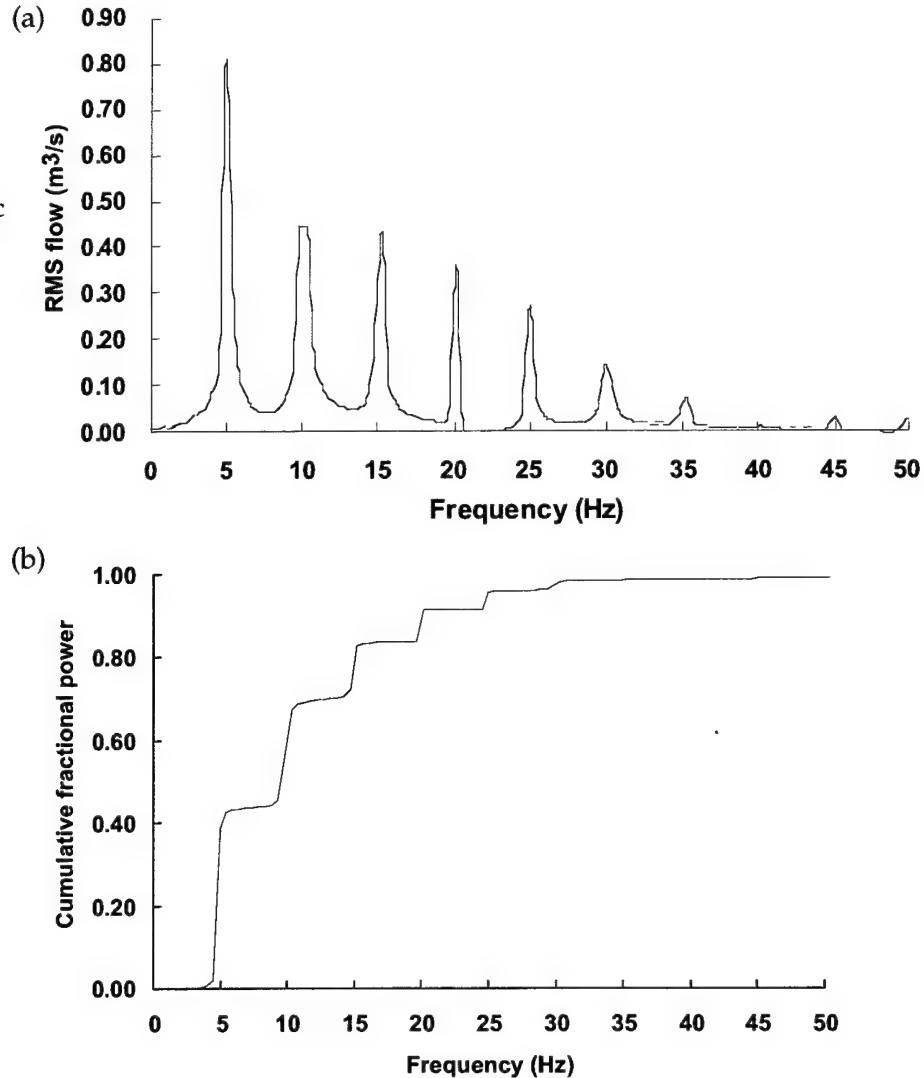 (a)
0.90
0.80
0.70
0.60
0.50
0.40
0.30
0.20
0.10
0.00
RMS flow (m³/s)
c
0 5 10 15 20 25 30 35 40 45 50
Frequency (Hz)
(b)
1.00
0.80
0.60
0.40
0.20
0.00
Cumulative fractional power
0 5 10 15 20 25 30 35 40 45 50
Frequency (Hz)